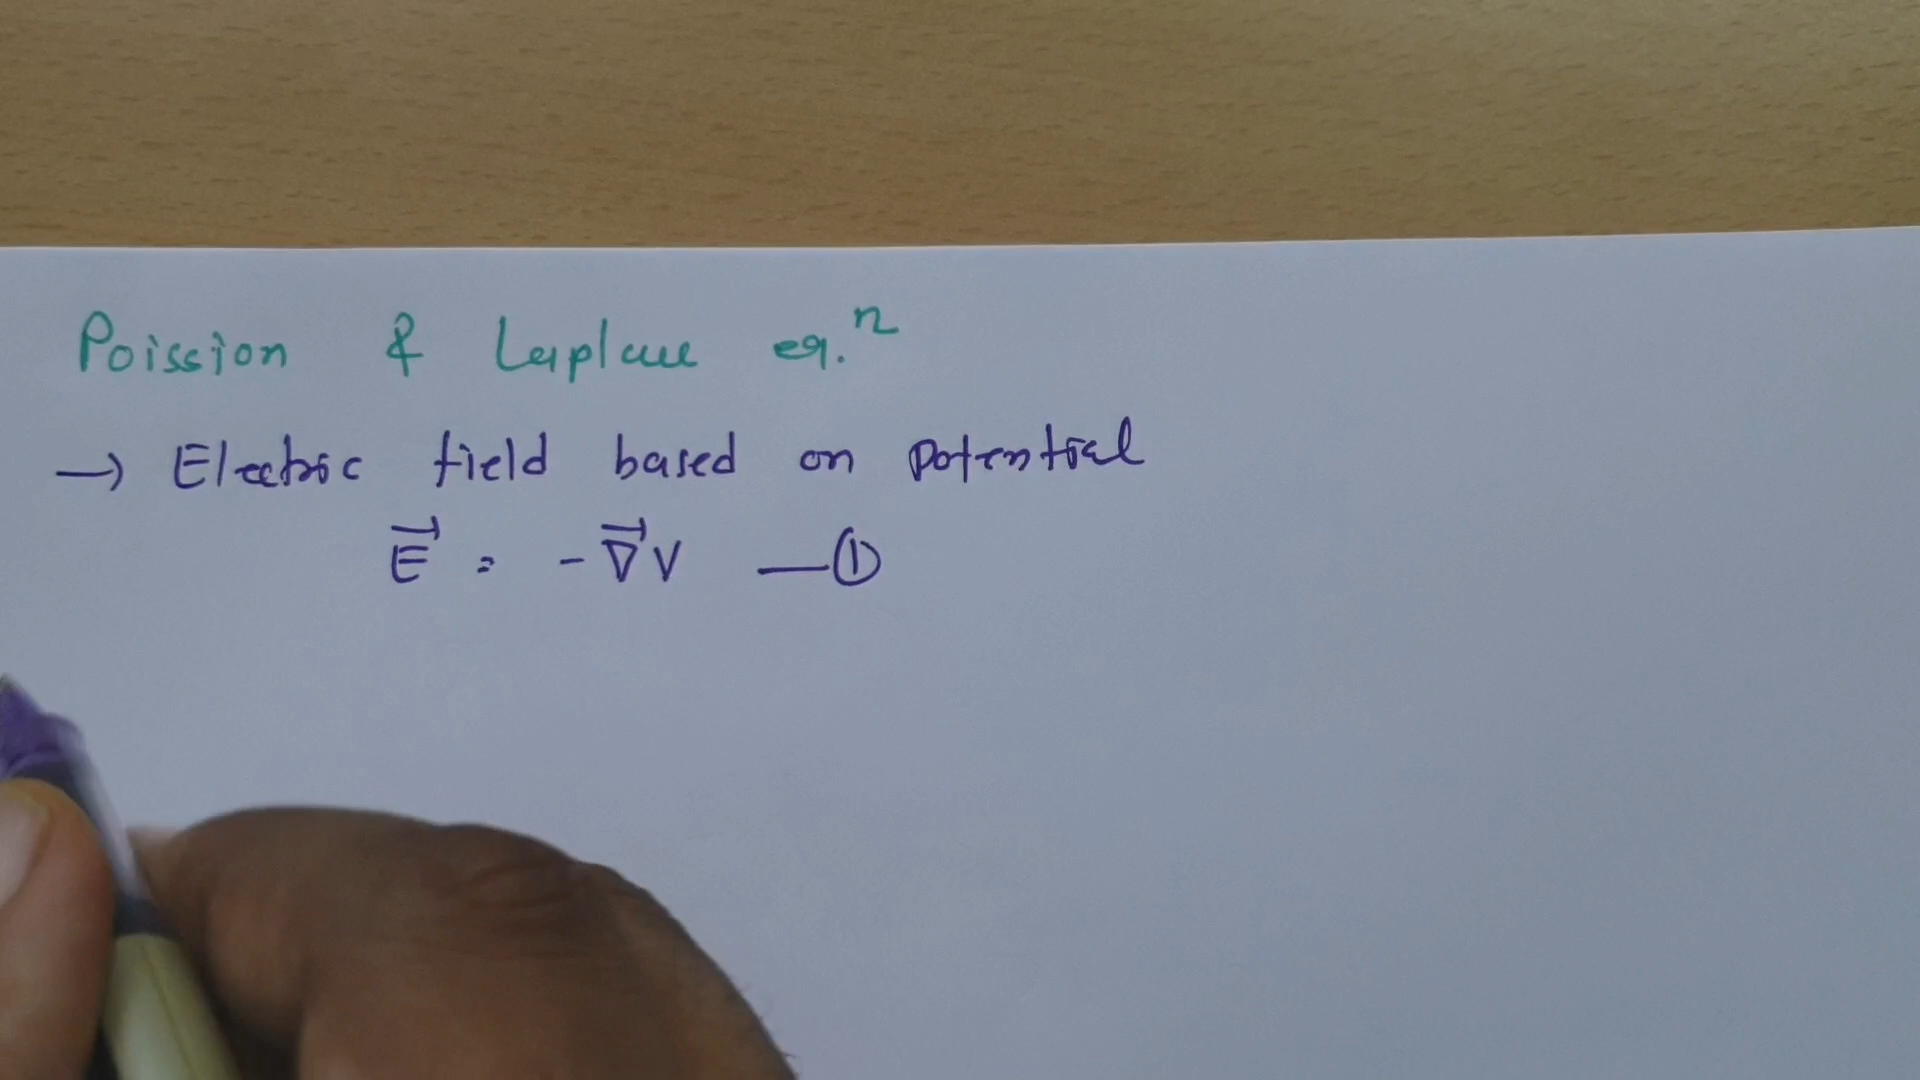 Poission & Laplace eq.ⁿ
→ Electric field based on Potential
E⃗ = -∇⃗V —①